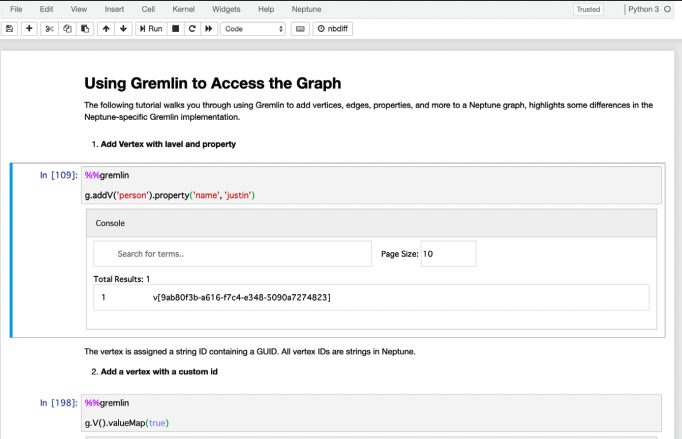 File Edit View Insert Cell Kernel Widgets Help Neptune Trusted Python 3
Run Code nbdiff
Using Gremlin to Access the Graph
The following tutorial walks you through using Gremlin to add vertices, edges, properties, and more to a Neptune graph, highlights some differences in the
Neptune-specific Gremlin implementation.
1. Add Vertex with lavel and property
In [109]: %%gremlin
g.addV('person').property('name', 'justin')
Console
Search for terms.. Page Size: 10
Total Results: 1
1 v[9ab80f3b-a616-f7c4-e348-5090a7274823]
The vertex is assigned a string ID containing a GUID. All vertex IDs are strings in Neptune.
2. Add a vertex with a custom id
In [198]: %%gremlin
g.V().valueMap(true)